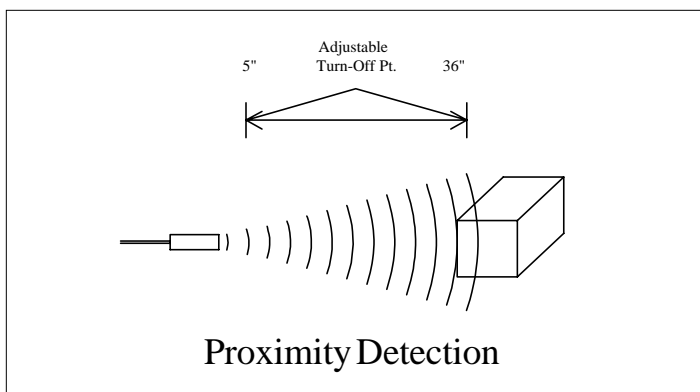 Adjustable
5" Turn-Off Pt. 36"
Proximity Detection